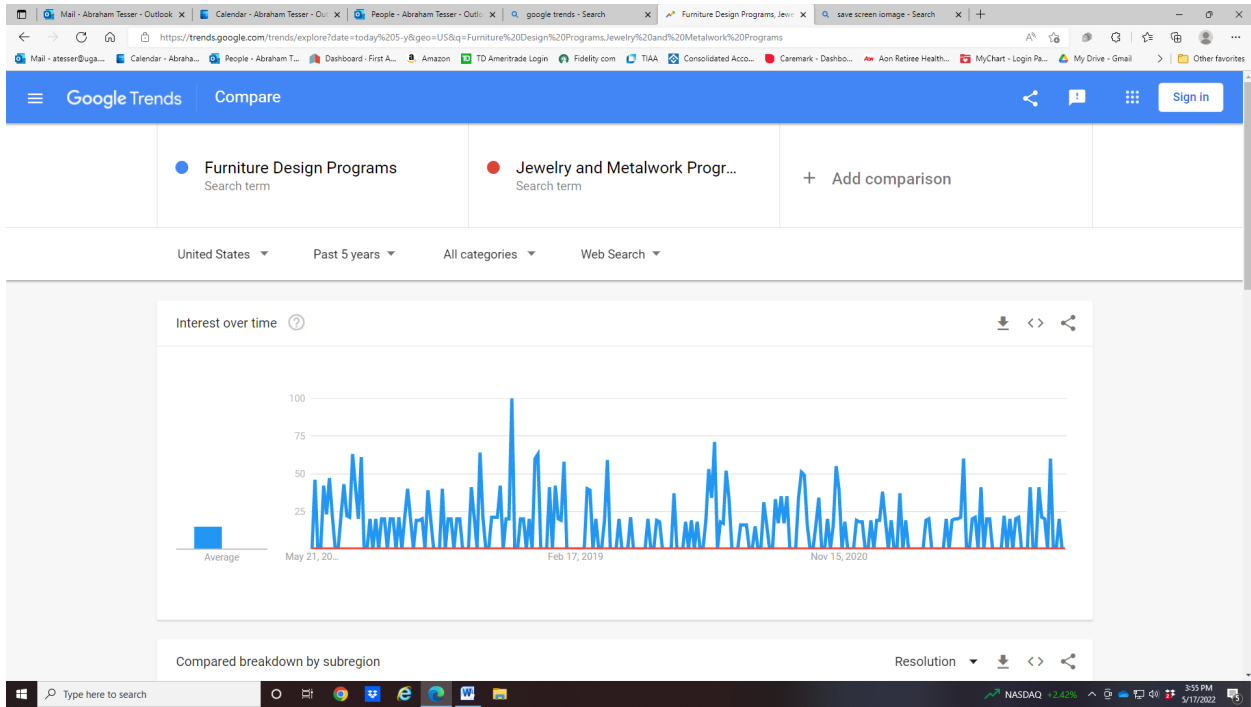 Mail - Abraham Tesser - Outlook
Calendar - Abraham Tesser - Out
People - Abraham Tesser - Outlo
google trends - Search
Furniture Design Programs, Jewe
save screen iomage - Search
https://trends.google.com/trends/explore?date=today%205-y&geo=US&q=Furniture%20Design%20Programs,Jewelry%20and%20Metalwork%20Programs
Mail - atesser@uga....
Calendar - Abraha...
People - Abraham T...
Dashboard - First A...
Amazon
TD Ameritrade Login
Fidelity com
TIAA
Consolidated Acco...
Caremark - Dashbo...
Aon Retiree Health...
MyChart - Login Pa...
My Drive - Gmail
Other favorites
Google Trends
Compare
Sign in
Furniture Design Programs
Search term
Jewelry and Metalwork Progr...
Search term
+ Add comparison
United States
Past 5 years
All categories
Web Search
Interest over time
100
75
50
25
Average
May 21, 20...
Feb 17, 2019
Nov 15, 2020
Compared breakdown by subregion
Resolution
Type here to search
NASDAQ +2.42%
3:55 PM
5/17/2022